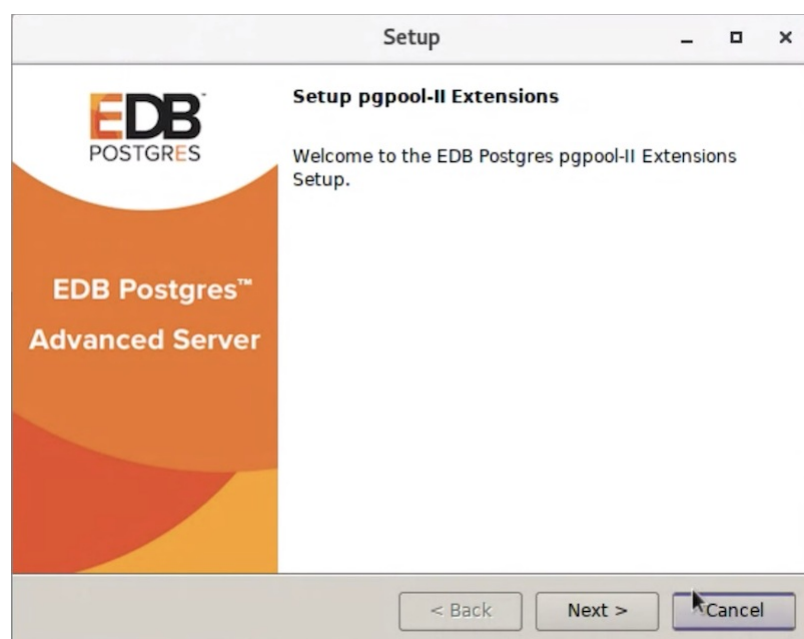 Setup
EDB
POSTGRES
Setup pgpool-II Extensions
Welcome to the EDB Postgres pgpool-II Extensions
Setup.
EDB Postgres™
Advanced Server
< Back
Next >
Cancel